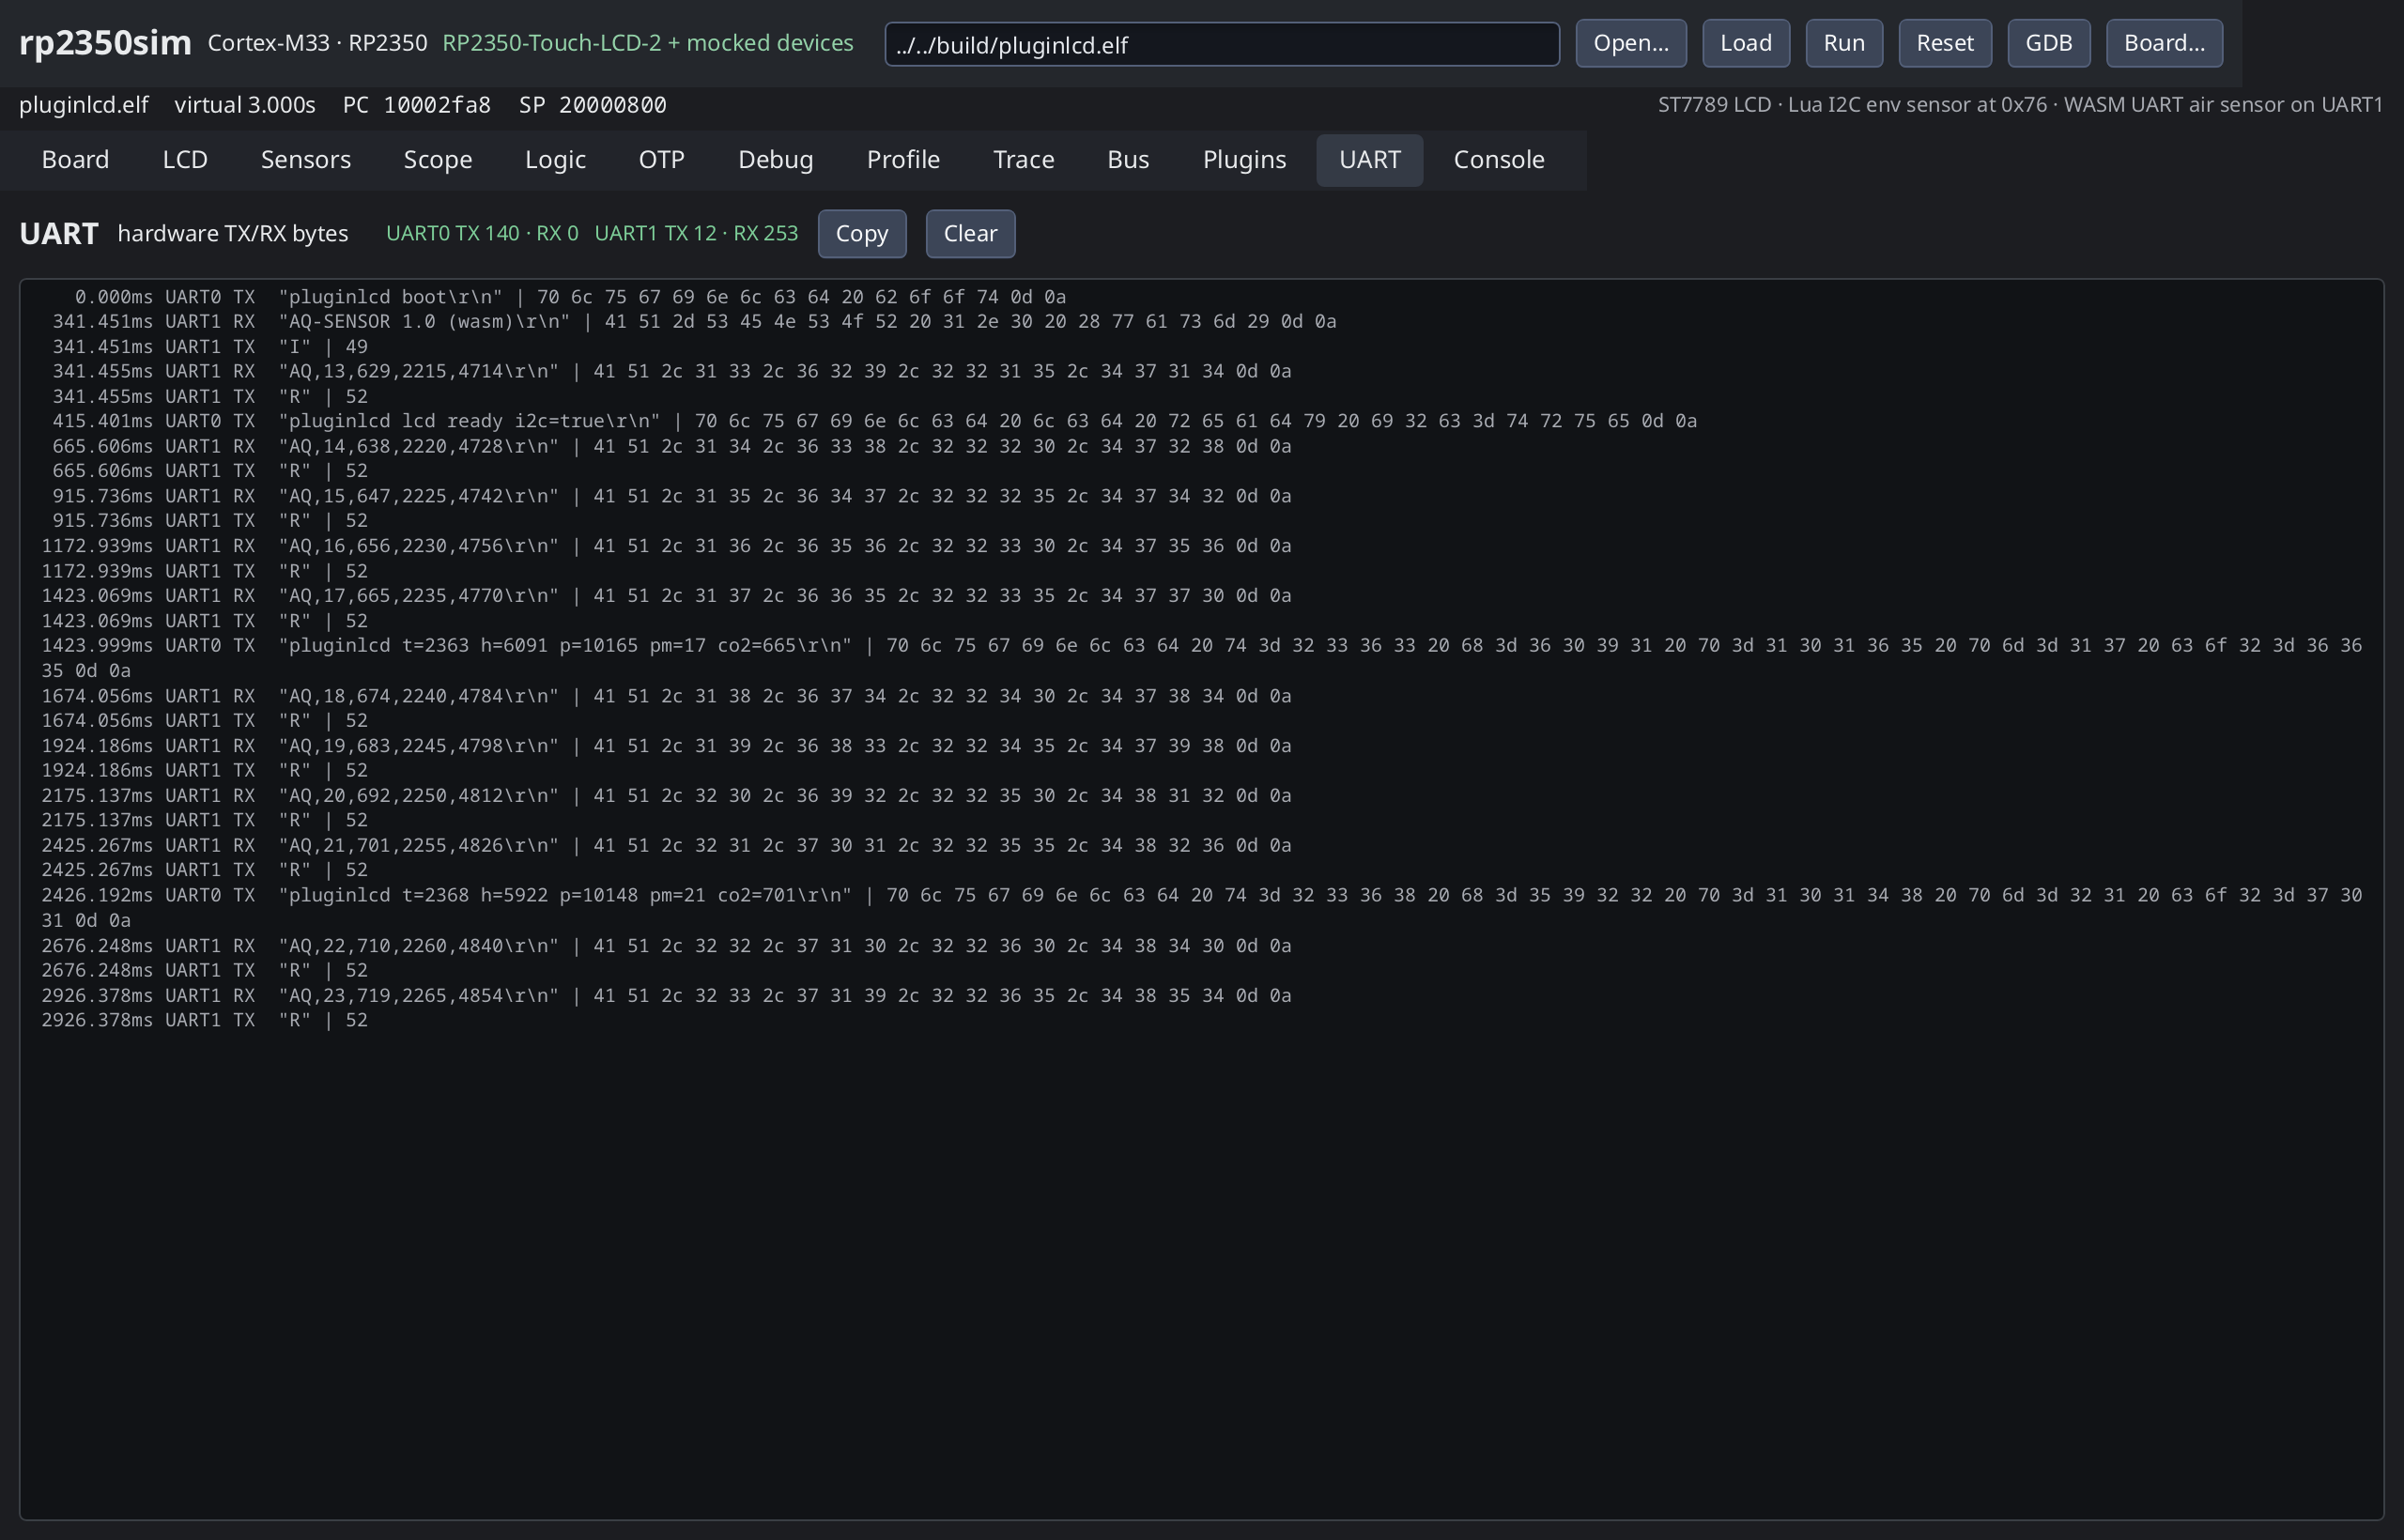 rp2350sim Cortex-M33 · RP2350 RP2350-Touch-LCD-2 + mocked devices ../../build/pluginlcd.elf Open... Load Run Reset GDB Board...
pluginlcd.elf virtual 3.000s PC 10002fa8 SP 20000800 ST7789 LCD · Lua I2C env sensor at 0x76 · WASM UART air sensor on UART1
Board LCD Sensors Scope Logic OTP Debug Profile Trace Bus Plugins UART Console
UART hardware TX/RX bytes UART0 TX 140 · RX 0 UART1 TX 12 · RX 253 Copy Clear
0.000ms UART0 TX "pluginlcd boot\r\n" | 70 6c 75 67 69 6e 6c 63 64 20 62 6f 6f 74 0d 0a
341.451ms UART1 RX "AQ-SENSOR 1.0 (wasm)\r\n" | 41 51 2d 53 45 4e 53 4f 52 20 31 2e 30 20 28 77 61 73 6d 29 0d 0a
341.451ms UART1 TX "I" | 49
341.455ms UART1 RX "AQ,13,629,2215,4714\r\n" | 41 51 2c 31 33 2c 36 32 39 2c 32 32 31 35 2c 34 37 31 34 0d 0a
341.455ms UART1 TX "R" | 52
415.401ms UART0 TX "pluginlcd lcd ready i2c=true\r\n" | 70 6c 75 67 69 6e 6c 63 64 20 6c 63 64 20 72 65 61 64 79 20 69 32 63 3d 74 72 75 65 0d 0a
665.606ms UART1 RX "AQ,14,638,2220,4728\r\n" | 41 51 2c 31 34 2c 36 33 38 2c 32 32 32 30 2c 34 37 32 38 0d 0a
665.606ms UART1 TX "R" | 52
915.736ms UART1 RX "AQ,15,647,2225,4742\r\n" | 41 51 2c 31 35 2c 36 34 37 2c 32 32 32 35 2c 34 37 34 32 0d 0a
915.736ms UART1 TX "R" | 52
1172.939ms UART1 RX "AQ,16,656,2230,4756\r\n" | 41 51 2c 31 36 2c 36 35 36 2c 32 32 33 30 2c 34 37 35 36 0d 0a
1172.939ms UART1 TX "R" | 52
1423.069ms UART1 RX "AQ,17,665,2235,4770\r\n" | 41 51 2c 31 37 2c 36 36 35 2c 32 32 33 35 2c 34 37 37 30 0d 0a
1423.069ms UART1 TX "R" | 52
1423.999ms UART0 TX "pluginlcd t=2363 h=6091 p=10165 pm=17 co2=665\r\n" | 70 6c 75 67 69 6e 6c 63 64 20 74 3d 32 33 36 33 20 68 3d 36 30 39 31 20 70 3d 31 30 31 36 35 20 70 6d 3d 31 37 20 63 6f 32 3d 36 36
35 0d 0a
1674.056ms UART1 RX "AQ,18,674,2240,4784\r\n" | 41 51 2c 31 38 2c 36 37 34 2c 32 32 34 30 2c 34 37 38 34 0d 0a
1674.056ms UART1 TX "R" | 52
1924.186ms UART1 RX "AQ,19,683,2245,4798\r\n" | 41 51 2c 31 39 2c 36 38 33 2c 32 32 34 35 2c 34 37 39 38 0d 0a
1924.186ms UART1 TX "R" | 52
2175.137ms UART1 RX "AQ,20,692,2250,4812\r\n" | 41 51 2c 32 30 2c 36 39 32 2c 32 32 35 30 2c 34 38 31 32 0d 0a
2175.137ms UART1 TX "R" | 52
2425.267ms UART1 RX "AQ,21,701,2255,4826\r\n" | 41 51 2c 32 31 2c 37 30 31 2c 32 32 35 35 2c 34 38 32 36 0d 0a
2425.267ms UART1 TX "R" | 52
2426.192ms UART0 TX "pluginlcd t=2368 h=5922 p=10148 pm=21 co2=701\r\n" | 70 6c 75 67 69 6e 6c 63 64 20 74 3d 32 33 36 38 20 68 3d 35 39 32 32 20 70 3d 31 30 31 34 38 20 70 6d 3d 32 31 20 63 6f 32 3d 37 30
31 0d 0a
2676.248ms UART1 RX "AQ,22,710,2260,4840\r\n" | 41 51 2c 32 32 2c 37 31 30 2c 32 32 36 30 2c 34 38 34 30 0d 0a
2676.248ms UART1 TX "R" | 52
2926.378ms UART1 RX "AQ,23,719,2265,4854\r\n" | 41 51 2c 32 33 2c 37 31 39 2c 32 32 36 35 2c 34 38 35 34 0d 0a
2926.378ms UART1 TX "R" | 52